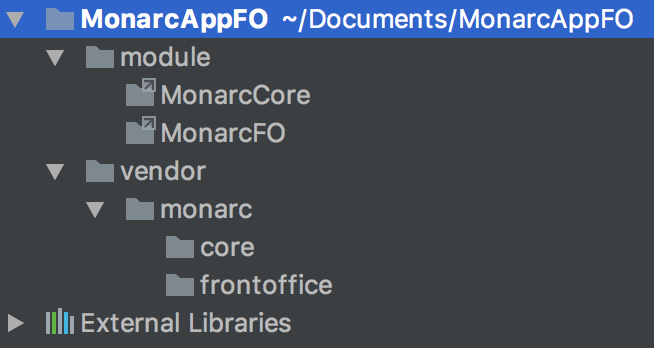 MonarcAppFO ~/Documents/MonarcAppFO
module
MonarcCore
MonarcFO
vendor
monarc
core
frontoffice
External Libraries